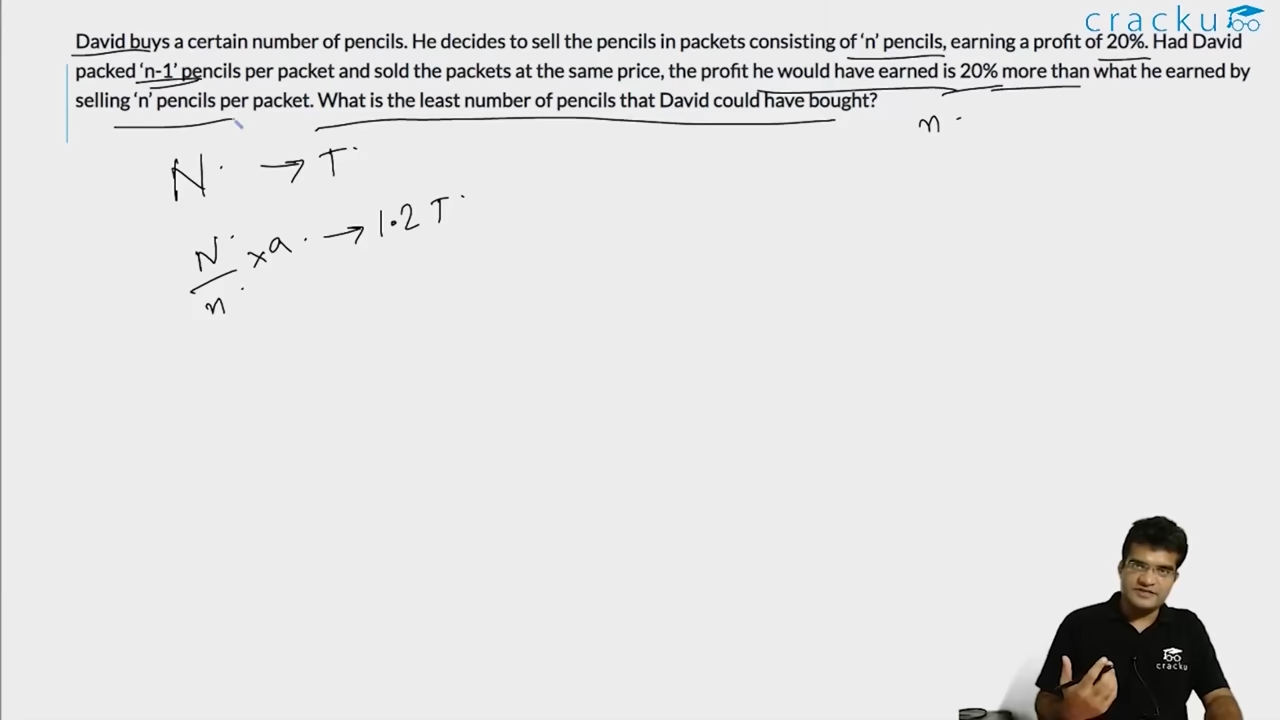 cracku
David buys a certain number of pencils. He decides to sell the pencils in packets consisting of 'n' pencils, earning a profit of 20%. Had David
packed 'n-1' pencils per packet and sold the packets at the same price, the profit he would have earned is 20% more than what he earned by
selling 'n' pencils per packet. What is the least number of pencils that David could have bought?
n.
N. → T.
N/n × a. → 1.2 T.
cracku